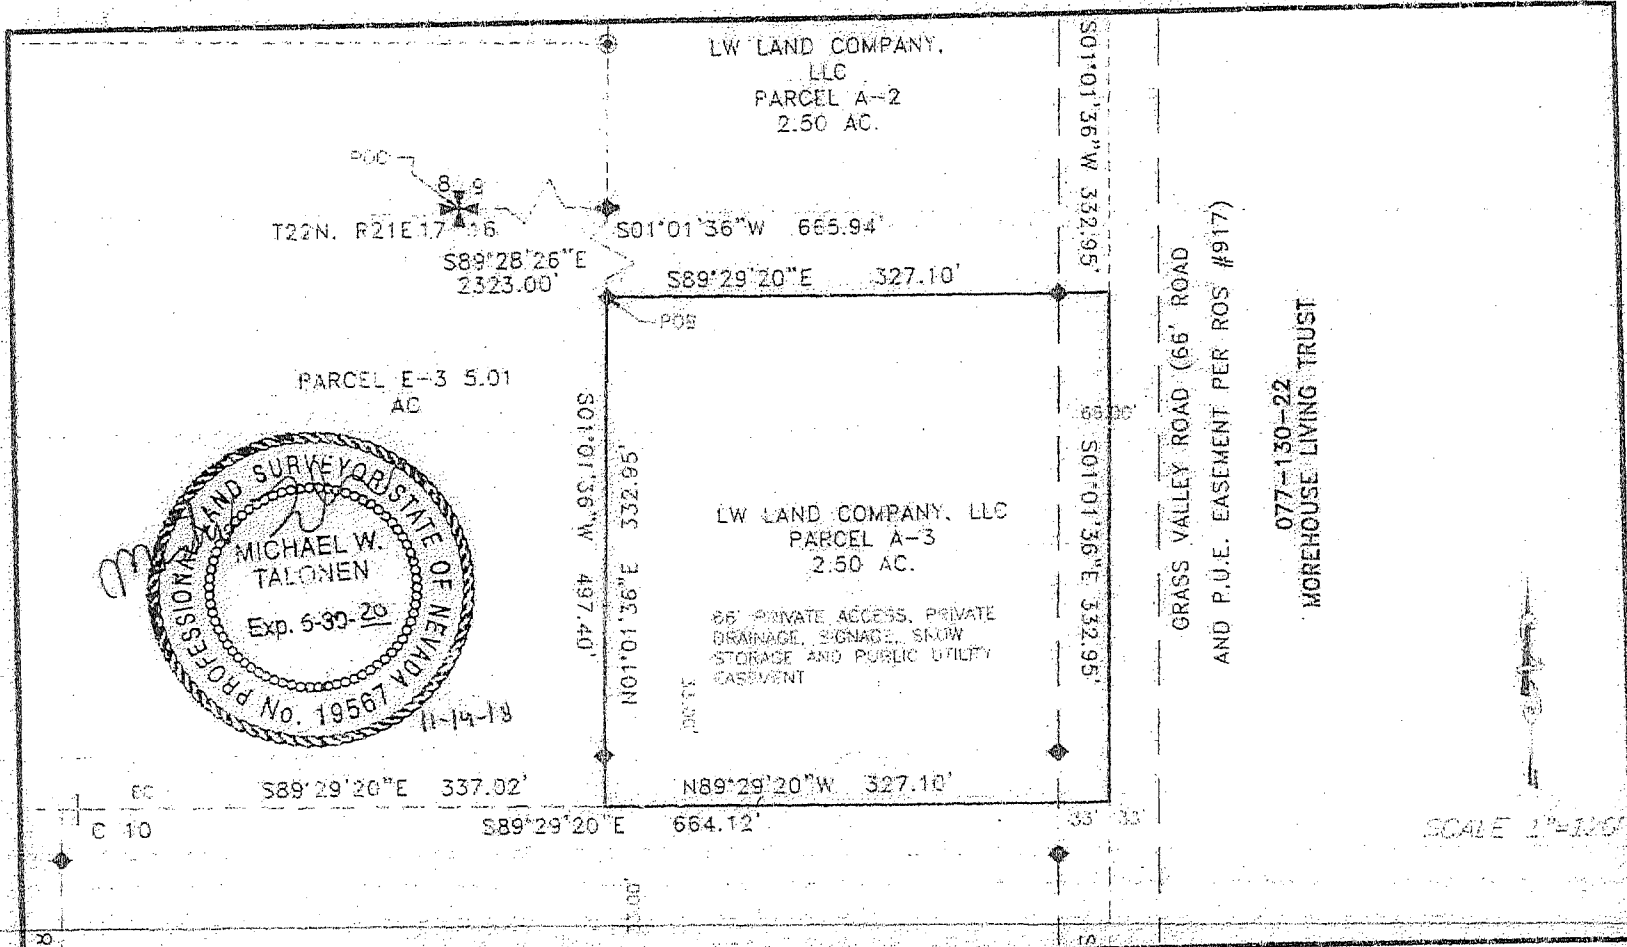 LW LAND COMPANY,
LLC
PARCEL A-2
2.50 AC.
S01°01'36"W 332.95'
POC
8 9
T22N. R21E 17 16
S01°01'36"W 665.94'
S89°28'26"E
2323.00'
S89°29'20"E 327.10'
POB
PARCEL E-3 5.01
AC
S01°01'36"W 497.40'
N01°01'36"E 332.95'
LW LAND COMPANY, LLC
PARCEL A-3
2.50 AC.
66' PRIVATE ACCESS, PRIVATE
DRAINAGE, SIGNAGE, SNOW
STORAGE AND PUBLIC UTILITY
EASEMENT
S01°01'36"E 332.95'
GRASS VALLEY ROAD (66' ROAD
AND P.U.E. EASEMENT PER ROS #917)
077-130-22
MOREHOUSE LIVING TRUST
PROFESSIONAL LAND SURVEYOR STATE OF NEVADA
MICHAEL W.
TALONEN
Exp. 6-30-20
No. 19567
11-14-18
S89°29'20"E 337.02'
N89°29'20"W 327.10'
S89°29'20"E 664.12'
33' 33'
C 10
SCALE